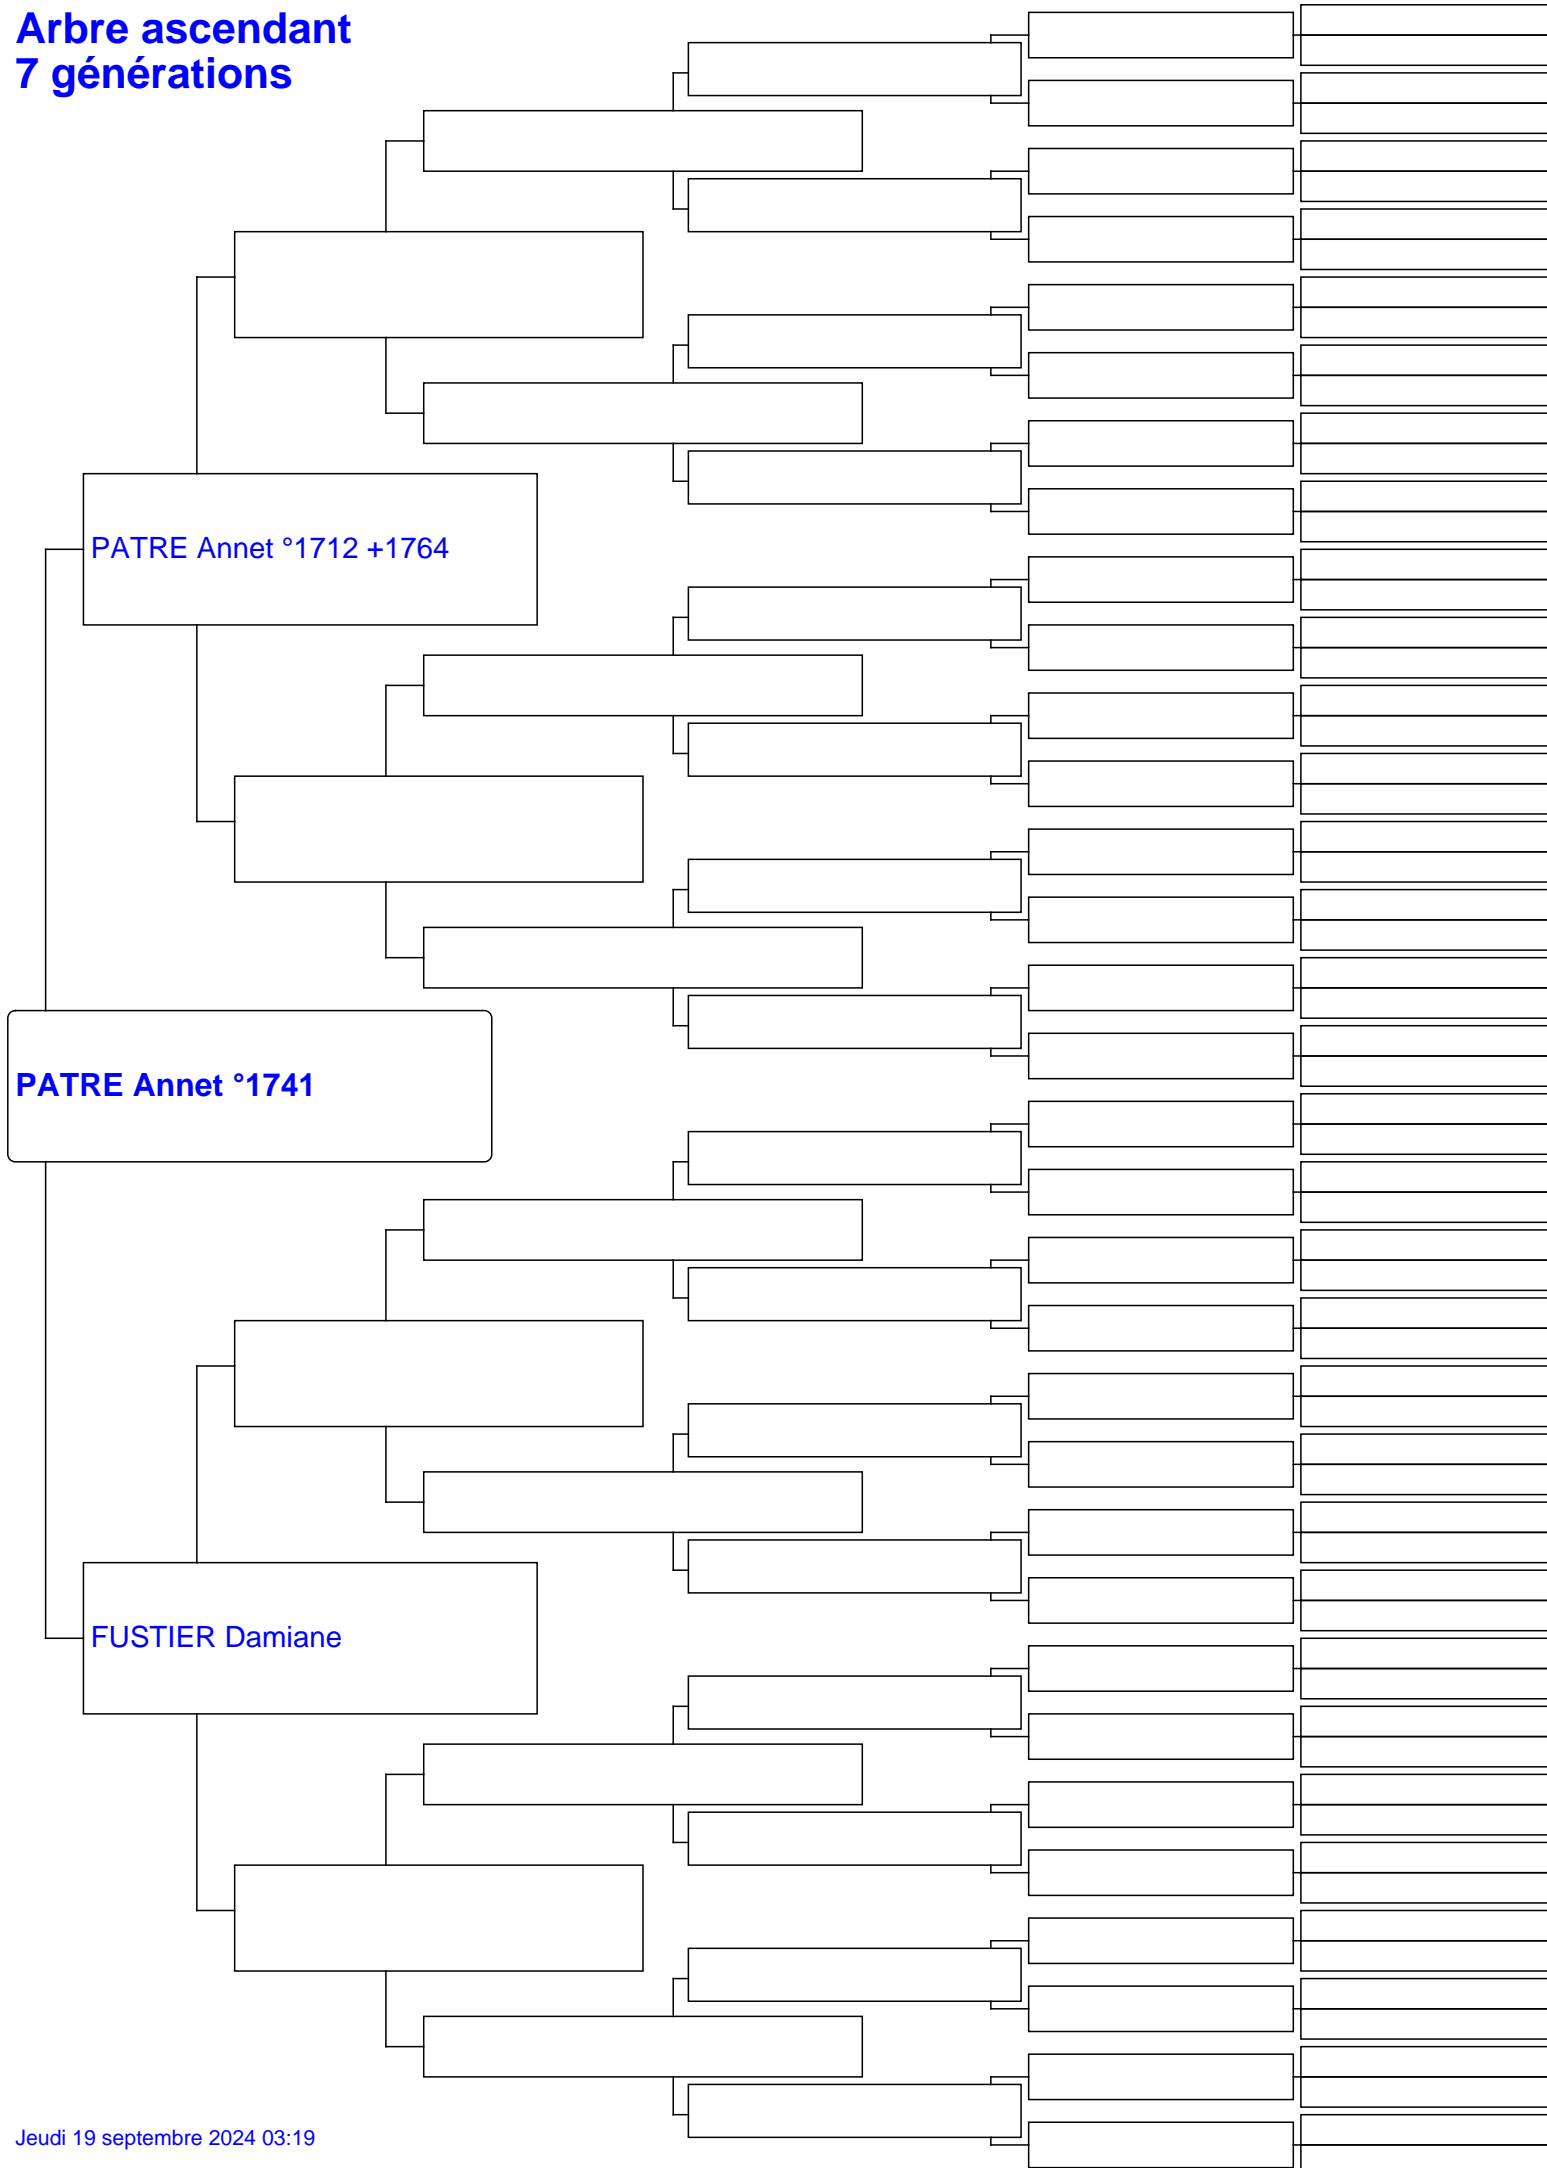 Arbre ascendant
7 générations
PATRE Annet °1712 +1764
PATRE Annet °1741
FUSTIER Damiane
Jeudi 19 septembre 2024 03:19